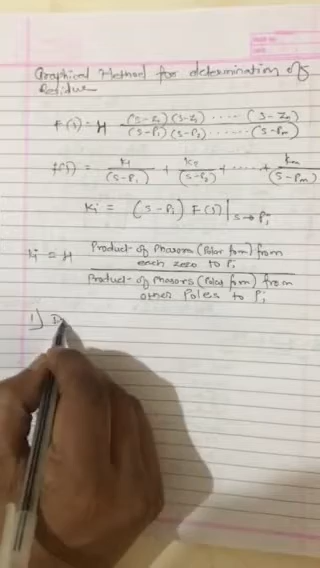 Graphical Method for determination of
Residue
F(s) = H (s-z1)(s-z2) ..... (s-zn) / (s-p1)(s-p2) ...... (s-pm)
F(s) = k1/(s-p1) + k2/(s-p2) + ..... + km/(s-pm)
ki = (s-pi) F(s) | s→pi
ki = H Product of Phasors (Polar form) from each zero to Pi
Product of Phasors (Polar form) from other Poles to Pi
1) D